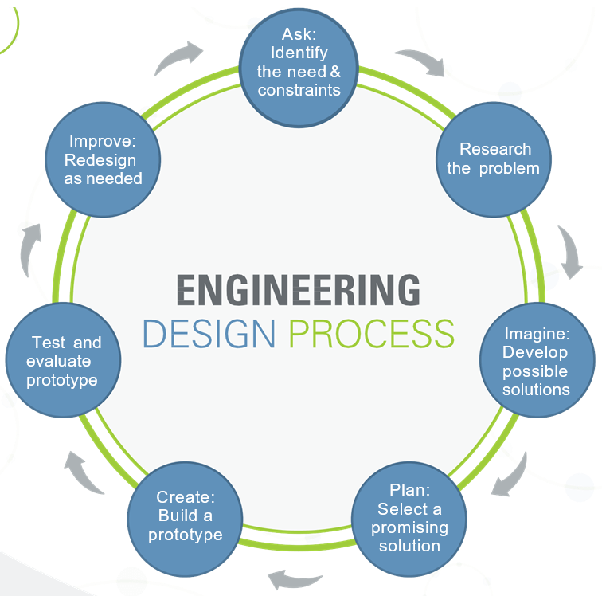 Ask:
Identify
the need &
constraints
Research
the problem
Imagine:
Develop
possible
solutions
Plan:
Select a
promising
solution
Create:
Build a
prototype
Test and
evaluate
prototype
Improve:
Redesign
as needed
ENGINEERING
DESIGN PROCESS